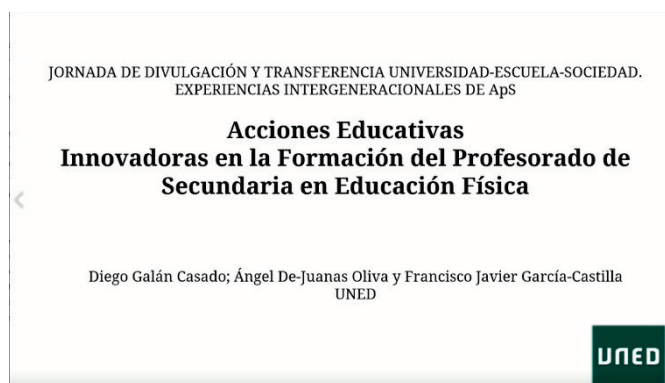 JORNADA DE DIVULGACIÓN Y TRANSFERENCIA UNIVERSIDAD-ESCUELA-SOCIEDAD.
EXPERIENCIAS INTERGENERACIONALES DE ApS
Acciones Educativas
Innovadoras en la Formación del Profesorado de
Secundaria en Educación Física
Diego Galán Casado; Ángel De-Juanas Oliva y Francisco Javier García-Castilla
UNED
UNED